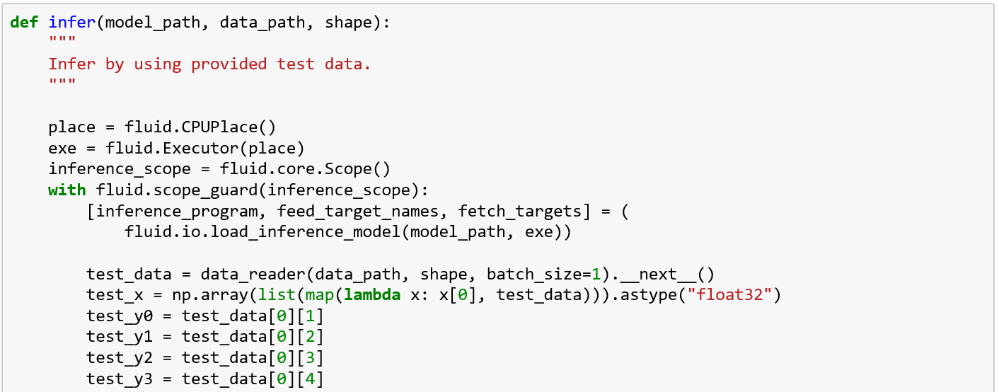 def infer(model_path, data_path, shape):
    """
    Infer by using provided test data.
    """
    place = fluid.CPUPlace()
    exe = fluid.Executor(place)
    inference_scope = fluid.core.Scope()
    with fluid.scope_guard(inference_scope):
        [inference_program, feed_target_names, fetch_targets] = (
            fluid.io.load_inference_model(model_path, exe))
        test_data = data_reader(data_path, shape, batch_size=1).__next__()
        test_x = np.array(list(map(lambda x: x[0], test_data))).astype("float32")
        test_y0 = test_data[0][1]
        test_y1 = test_data[0][2]
        test_y2 = test_data[0][3]
        test_y3 = test_data[0][4]